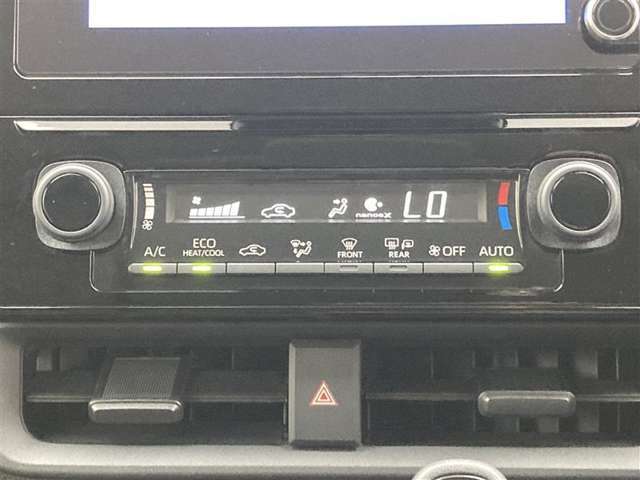 nanoeX LO
A/C ECO HEAT/COOL FRONT REAR OFF AUTO